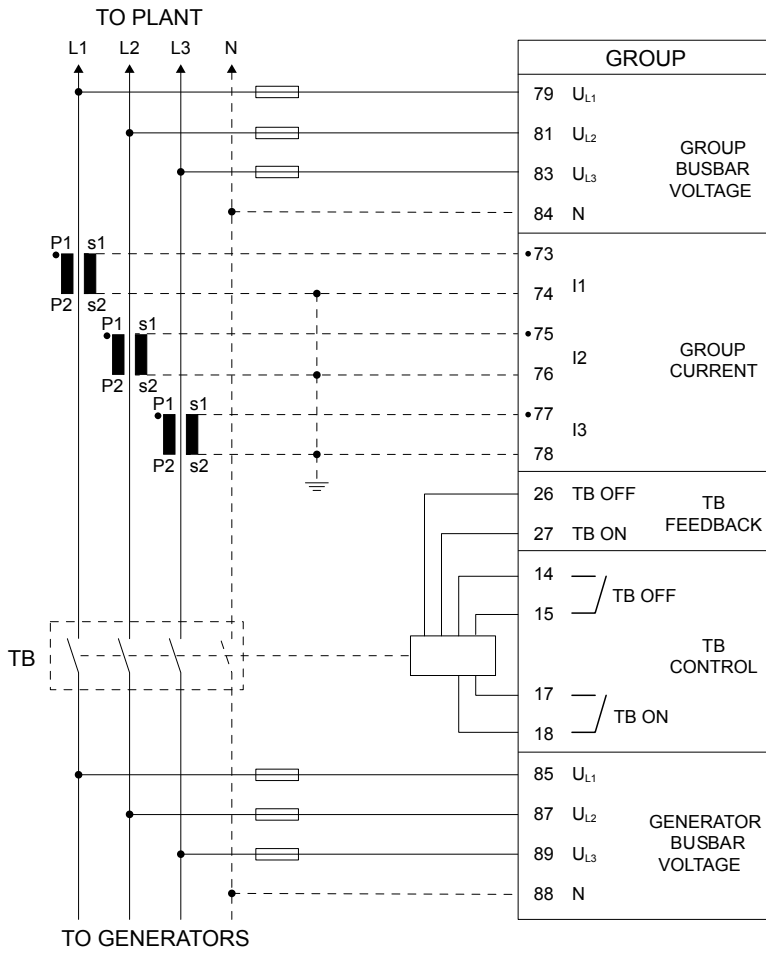 TO PLANT
L1 L2 L3 N
GROUP
79 UL1
81 UL2
83 UL3
84 N
GROUP
BUSBAR
VOLTAGE
P1 s1
P2 s2
P1 s1
P2 s2
P1 s1
P2 s2
•73
74
I1
•75
76
I2
•77
78
I3
GROUP
CURRENT
26 TB OFF
27 TB ON
TB
FEEDBACK
14
15
TB OFF
17
18
TB ON
TB
CONTROL
TB
85 UL1
87 UL2
89 UL3
88 N
GENERATOR
BUSBAR
VOLTAGE
TO GENERATORS